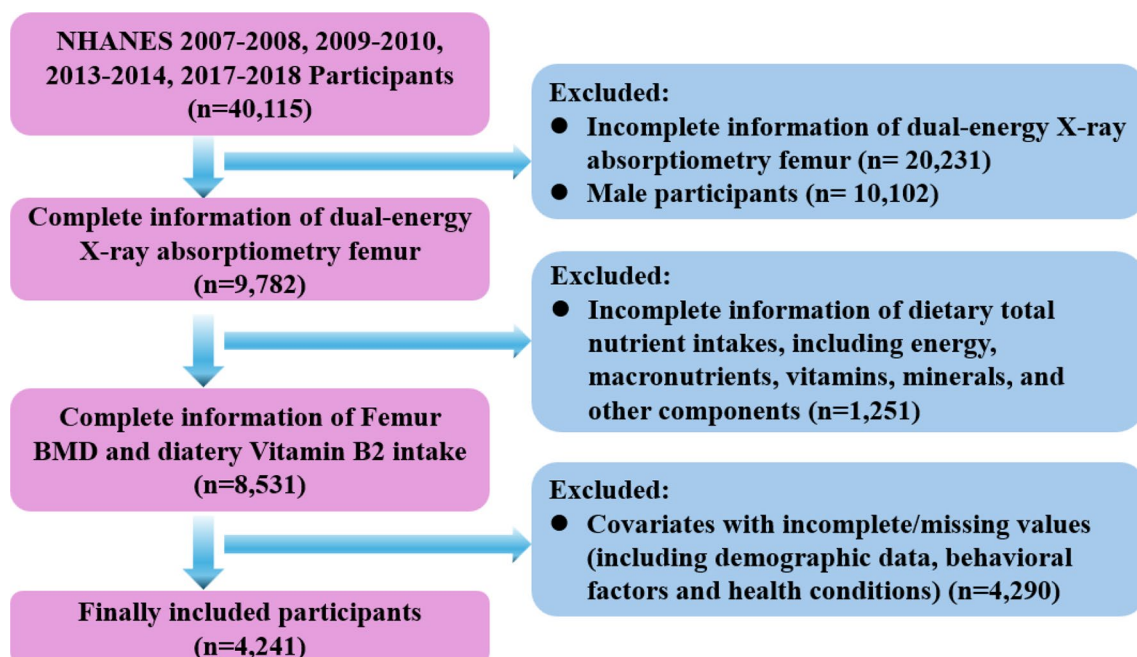 NHANES 2007-2008, 2009-2010,
2013-2014, 2017-2018 Participants
(n=40,115)
Excluded:
● Incomplete information of dual-energy X-ray
absorptiometry femur (n= 20,231)
● Male participants (n= 10,102)
Complete information of dual-energy
X-ray absorptiometry femur
(n=9,782)
Excluded:
● Incomplete information of dietary total
nutrient intakes, including energy,
macronutrients, vitamins, minerals, and
other components (n=1,251)
Complete information of Femur
BMD and diatery Vitamin B2 intake
(n=8,531)
Excluded:
● Covariates with incomplete/missing values
(including demographic data, behavioral
factors and health conditions) (n=4,290)
Finally included participants
(n=4,241)